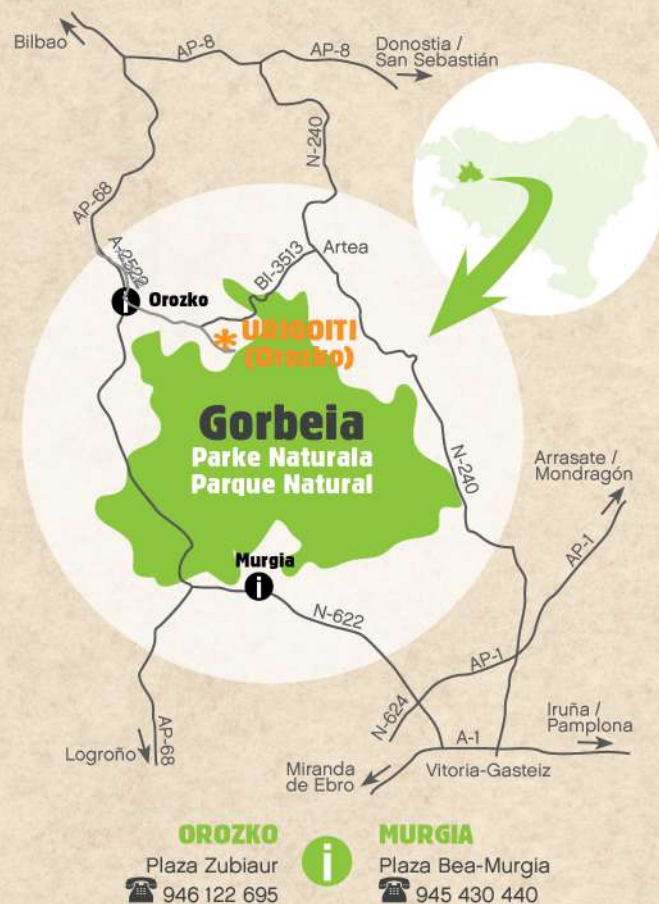 Bilbao
AP-8
AP-8
Donostia /
San Sebastián
N-240
AP-68
A-2522
BI-3513
Artea
Orozko
URIGOITI
(Orozko)
Gorbeia
Parke Naturala
Parque Natural
N-240
Arrasate /
Mondragón
AP-1
Murgia
N-622
AP-1
N-624
Iruña /
Pamplona
A-1
AP-68
Logroño
Miranda
de Ebro
Vitoria-Gasteiz
OROZKO
Plaza Zubiaur
946 122 695
i
MURGIA
Plaza Bea-Murgia
945 430 440